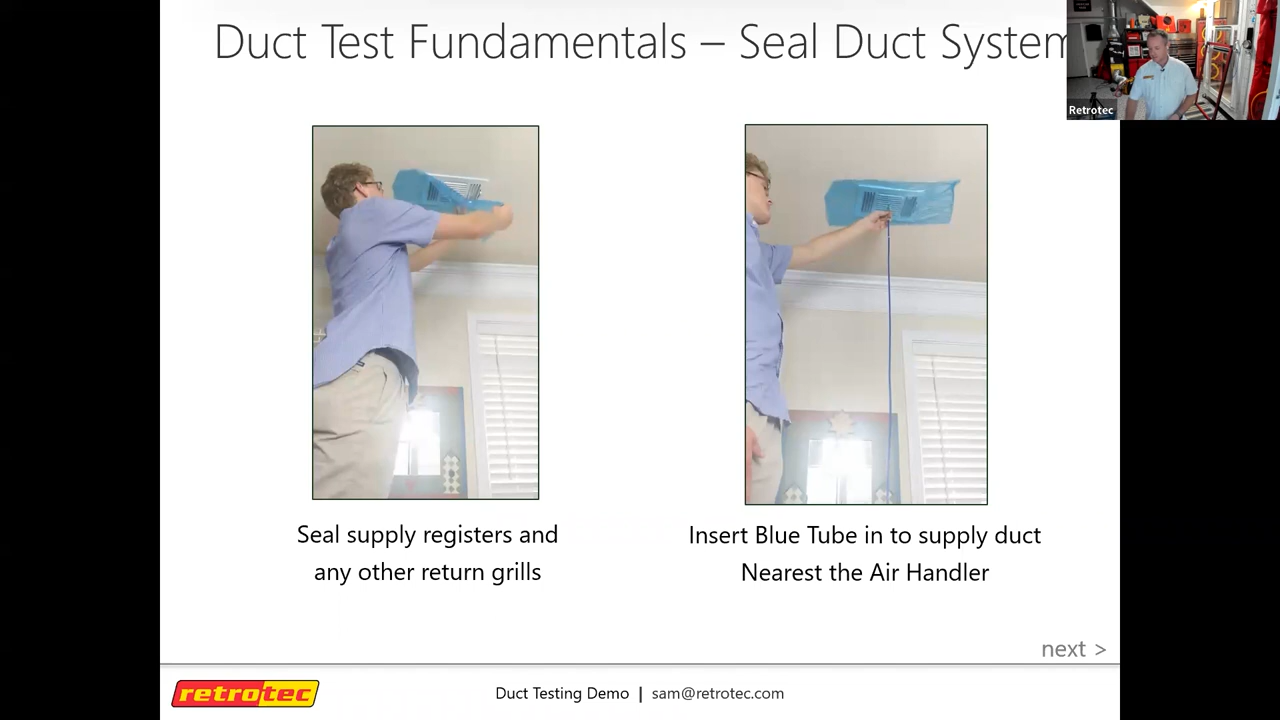 Duct Test Fundamentals – Seal Duct System
Retrotec
Seal supply registers and
any other return grills
Insert Blue Tube in to supply duct
Nearest the Air Handler
next >
retrotec
Duct Testing Demo | sam@retrotec.com